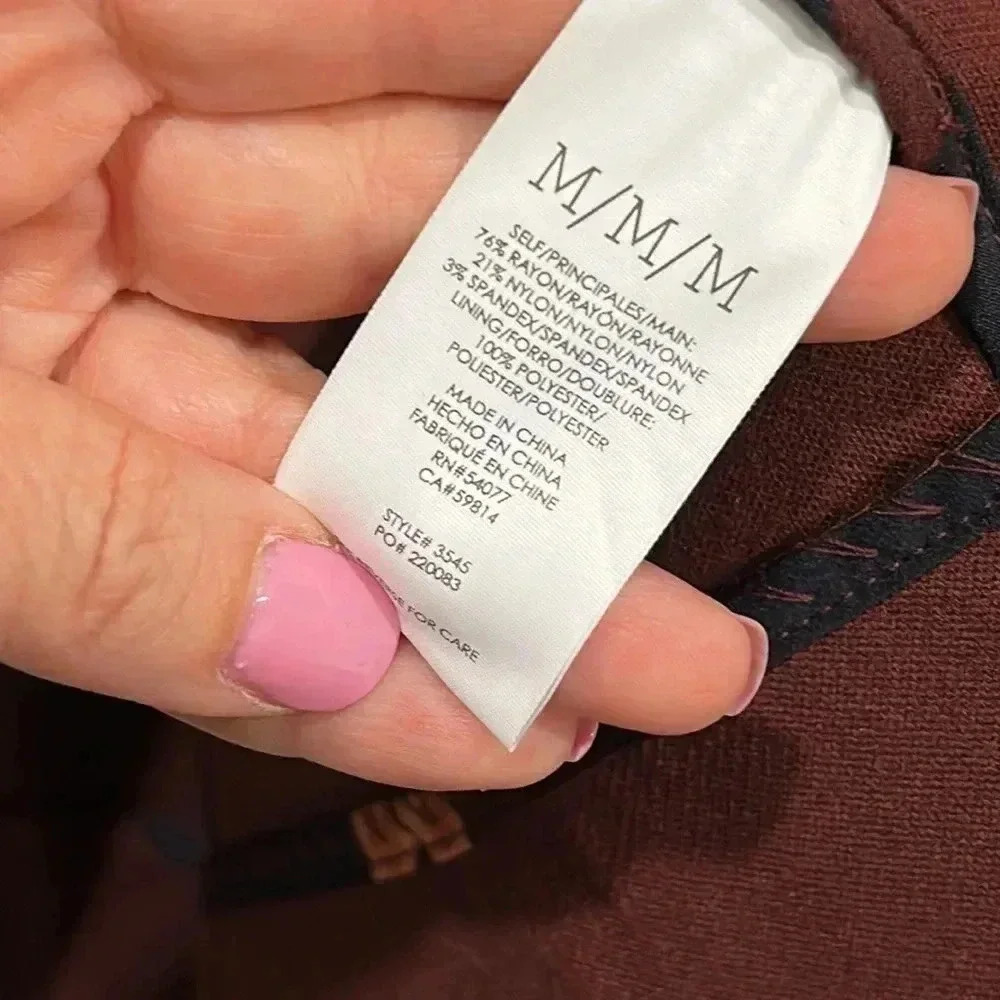 M/M/M
SELF/PRINCIPALES/MAIN:
76% RAYON/RAYÓN/RAYONNE
21% NYLON/NYLON/NYLON
3% SPANDEX/SPANDEX/SPANDEX
LINING/FORRO/DOUBLURE:
100% POLYESTER/
POLIESTER/POLYESTER
MADE IN CHINA
HECHO EN CHINA
FABRIQUÉ EN CHINE
RN#54077
CA#59814
STYLE# 3545
PO# 220083
FOR CARE